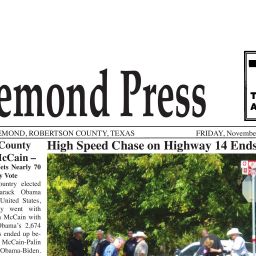 emond Press
T
A
EMOND, ROBERTSON COUNTY, TEXAS
FRIDAY, Novembe
County
High Speed Chase on Highway 14 Ends
McCain –
ets Nearly 70
y Vote
ountry elected
arack Obama
United States,
y went with
n McCain with
Obama's 2,674
s ended up be-
McCain-Palin
Obama-Biden.